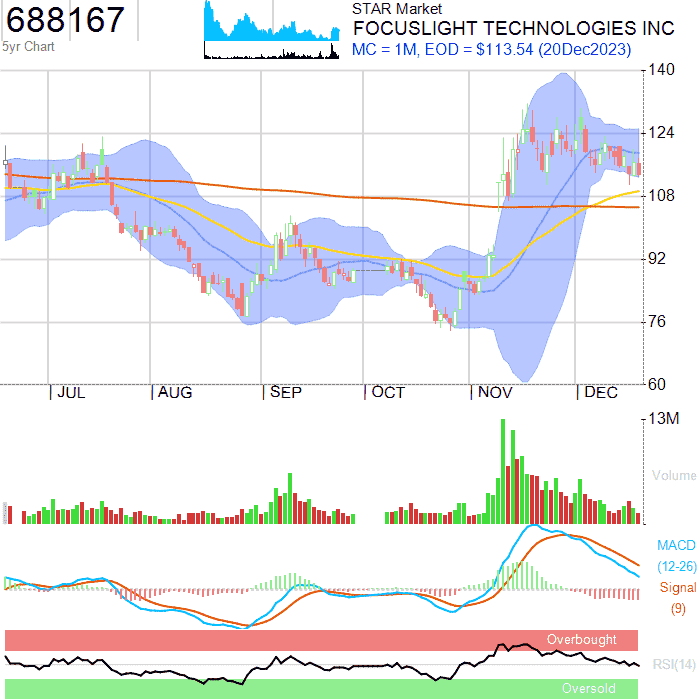 688167
5yr Chart
STAR Market
FOCUSLIGHT TECHNOLOGIES INC
MC = 1M, EOD = $113.54 (20Dec2023)
140
124
108
92
76
60
JUL AUG SEP OCT NOV DEC
13M
Volume
MACD
(12-26)
Signal
(9)
Overbought
RSI(14)
Oversold